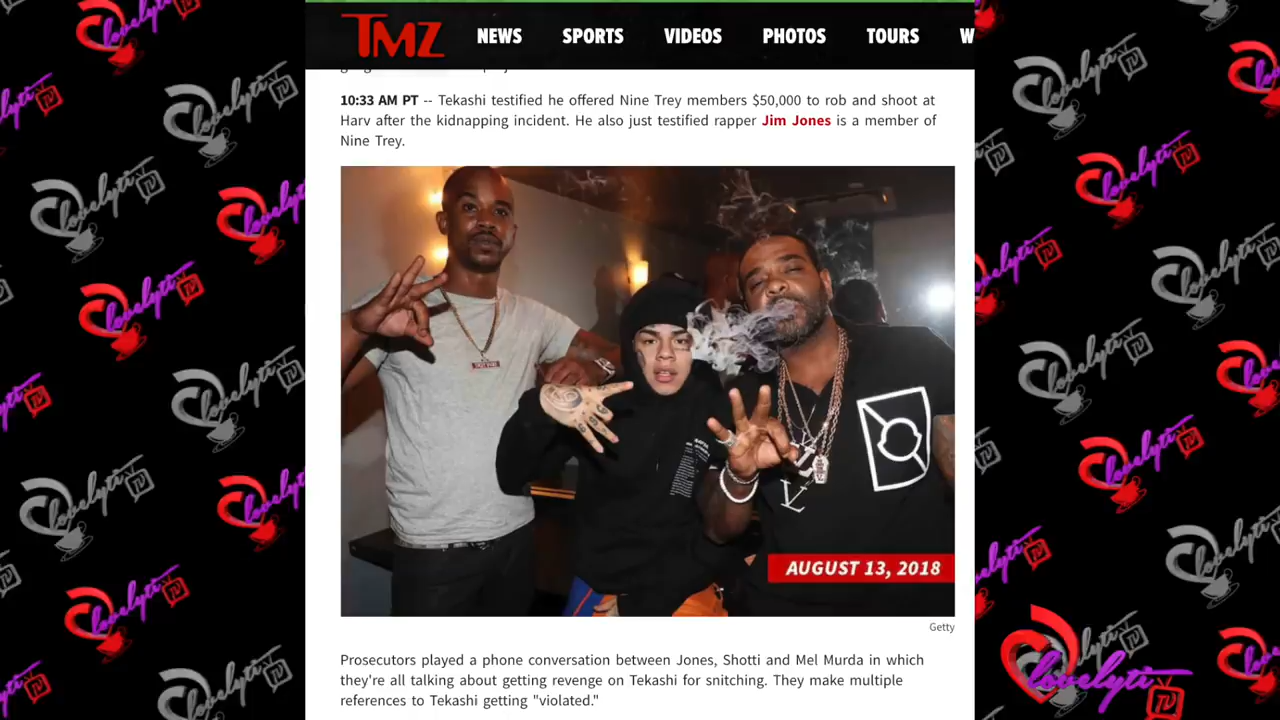 TMZ NEWS SPORTS VIDEOS PHOTOS TOURS W
10:33 AM PT -- Tekashi testified he offered Nine Trey members $50,000 to rob and shoot at
Harv after the kidnapping incident. He also just testified rapper Jim Jones is a member of
Nine Trey.
AUGUST 13, 2018
Getty
Prosecutors played a phone conversation between Jones, Shotti and Mel Murda in which
they're all talking about getting revenge on Tekashi for snitching. They make multiple
references to Tekashi getting "violated."
lovelyti TV